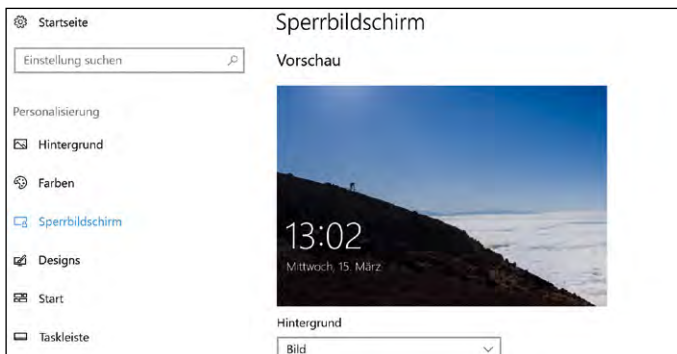 Startseite
Einstellung suchen
Personalisierung
Hintergrund
Farben
Sperrbildschirm
Designs
Start
Taskleiste
Sperrbildschirm
Vorschau
13:02
Mittwoch, 15. März
Hintergrund
Bild